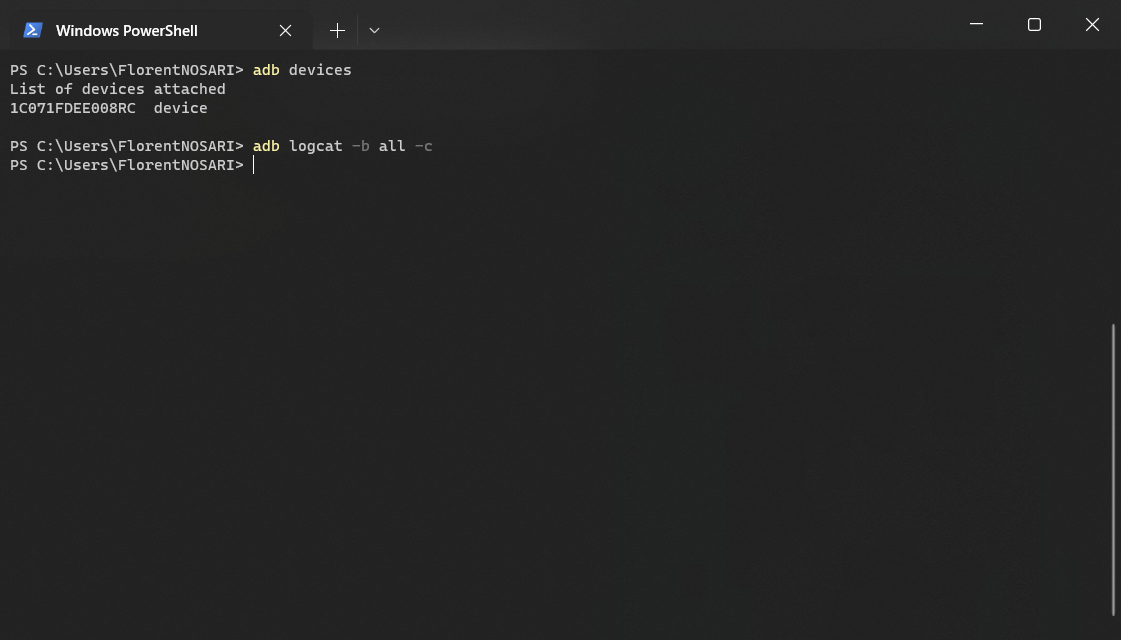 Windows PowerShell
PS C:\Users\FlorentNOSARI> adb devices
List of devices attached
1C071FDEE008RC  device
PS C:\Users\FlorentNOSARI> adb logcat -b all -c
PS C:\Users\FlorentNOSARI>